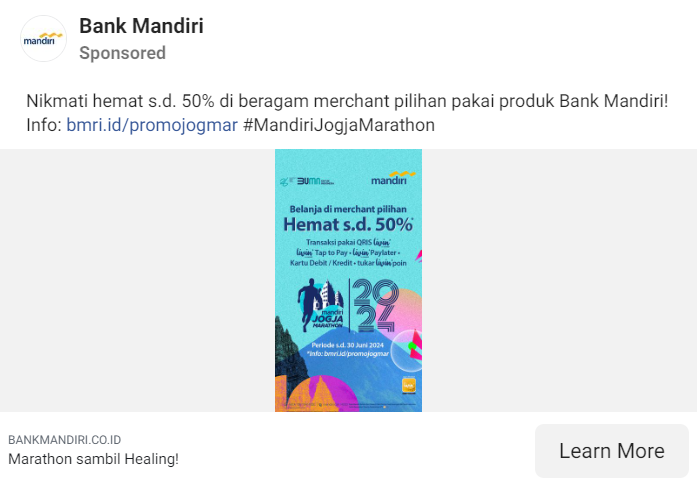 mandiri
Bank Mandiri
Sponsored
Nikmati hemat s.d. 50% di beragam merchant pilihan pakai produk Bank Mandiri!
Info: bmri.id/promojogmar #MandiriJogjaMarathon
BUMN
mandiri
Belanja di merchant pilihan
Hemat s.d. 50%*
Transaksi pakai QRIS livin'
livin' Tap to Pay • livin' Paylater •
Kartu Debit / Kredit • tukar livin' poin
mandiri
JOGJA
MARATHON
2024
Periode s.d. 30 Juni 2024
*Info: bmri.id/promojogmar
BANKMANDIRI.CO.ID
Marathon sambil Healing!
Learn More